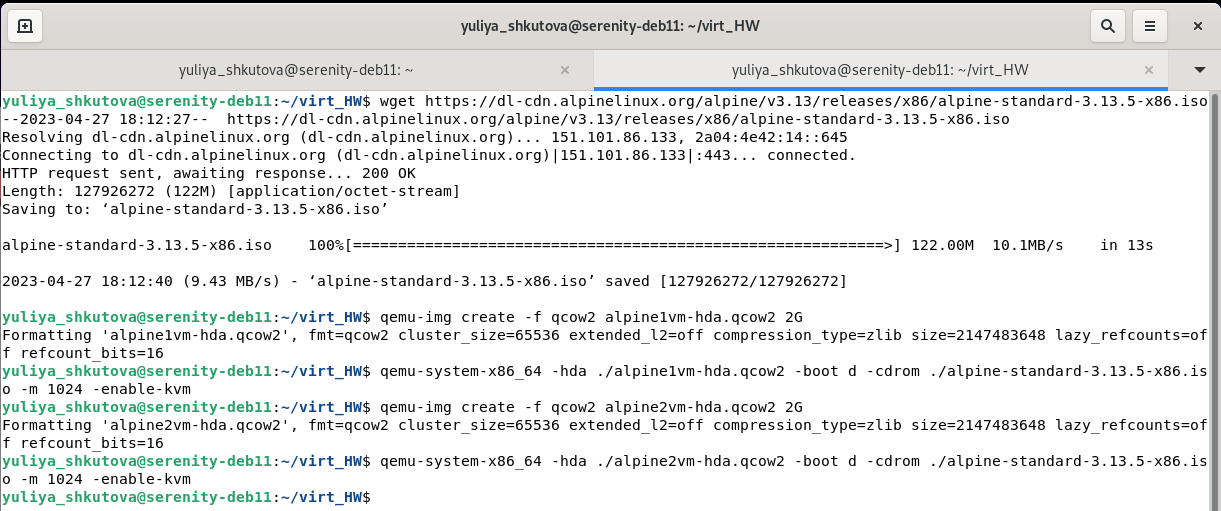 yuliya_shkutova@serenity-deb11: ~/virt_HW
yuliya_shkutova@serenity-deb11: ~
yuliya_shkutova@serenity-deb11: ~/virt_HW
yuliya_shkutova@serenity-deb11:~/virt_HW$ wget https://dl-cdn.alpinelinux.org/alpine/v3.13/releases/x86/alpine-standard-3.13.5-x86.iso
--2023-04-27 18:12:27--  https://dl-cdn.alpinelinux.org/alpine/v3.13/releases/x86/alpine-standard-3.13.5-x86.iso
Resolving dl-cdn.alpinelinux.org (dl-cdn.alpinelinux.org)... 151.101.86.133, 2a04:4e42:14::645
Connecting to dl-cdn.alpinelinux.org (dl-cdn.alpinelinux.org)|151.101.86.133|:443... connected.
HTTP request sent, awaiting response... 200 OK
Length: 127926272 (122M) [application/octet-stream]
Saving to: ‘alpine-standard-3.13.5-x86.iso’
alpine-standard-3.13.5-x86.iso    100%[===========================================================>] 122.00M  10.1MB/s    in 13s
2023-04-27 18:12:40 (9.43 MB/s) - ‘alpine-standard-3.13.5-x86.iso’ saved [127926272/127926272]
yuliya_shkutova@serenity-deb11:~/virt_HW$ qemu-img create -f qcow2 alpine1vm-hda.qcow2 2G
Formatting 'alpine1vm-hda.qcow2', fmt=qcow2 cluster_size=65536 extended_l2=off compression_type=zlib size=2147483648 lazy_refcounts=of
f refcount_bits=16
yuliya_shkutova@serenity-deb11:~/virt_HW$ qemu-system-x86_64 -hda ./alpine1vm-hda.qcow2 -boot d -cdrom ./alpine-standard-3.13.5-x86.is
o -m 1024 -enable-kvm
yuliya_shkutova@serenity-deb11:~/virt_HW$ qemu-img create -f qcow2 alpine2vm-hda.qcow2 2G
Formatting 'alpine2vm-hda.qcow2', fmt=qcow2 cluster_size=65536 extended_l2=off compression_type=zlib size=2147483648 lazy_refcounts=of
f refcount_bits=16
yuliya_shkutova@serenity-deb11:~/virt_HW$ qemu-system-x86_64 -hda ./alpine2vm-hda.qcow2 -boot d -cdrom ./alpine-standard-3.13.5-x86.is
o -m 1024 -enable-kvm
yuliya_shkutova@serenity-deb11:~/virt_HW$